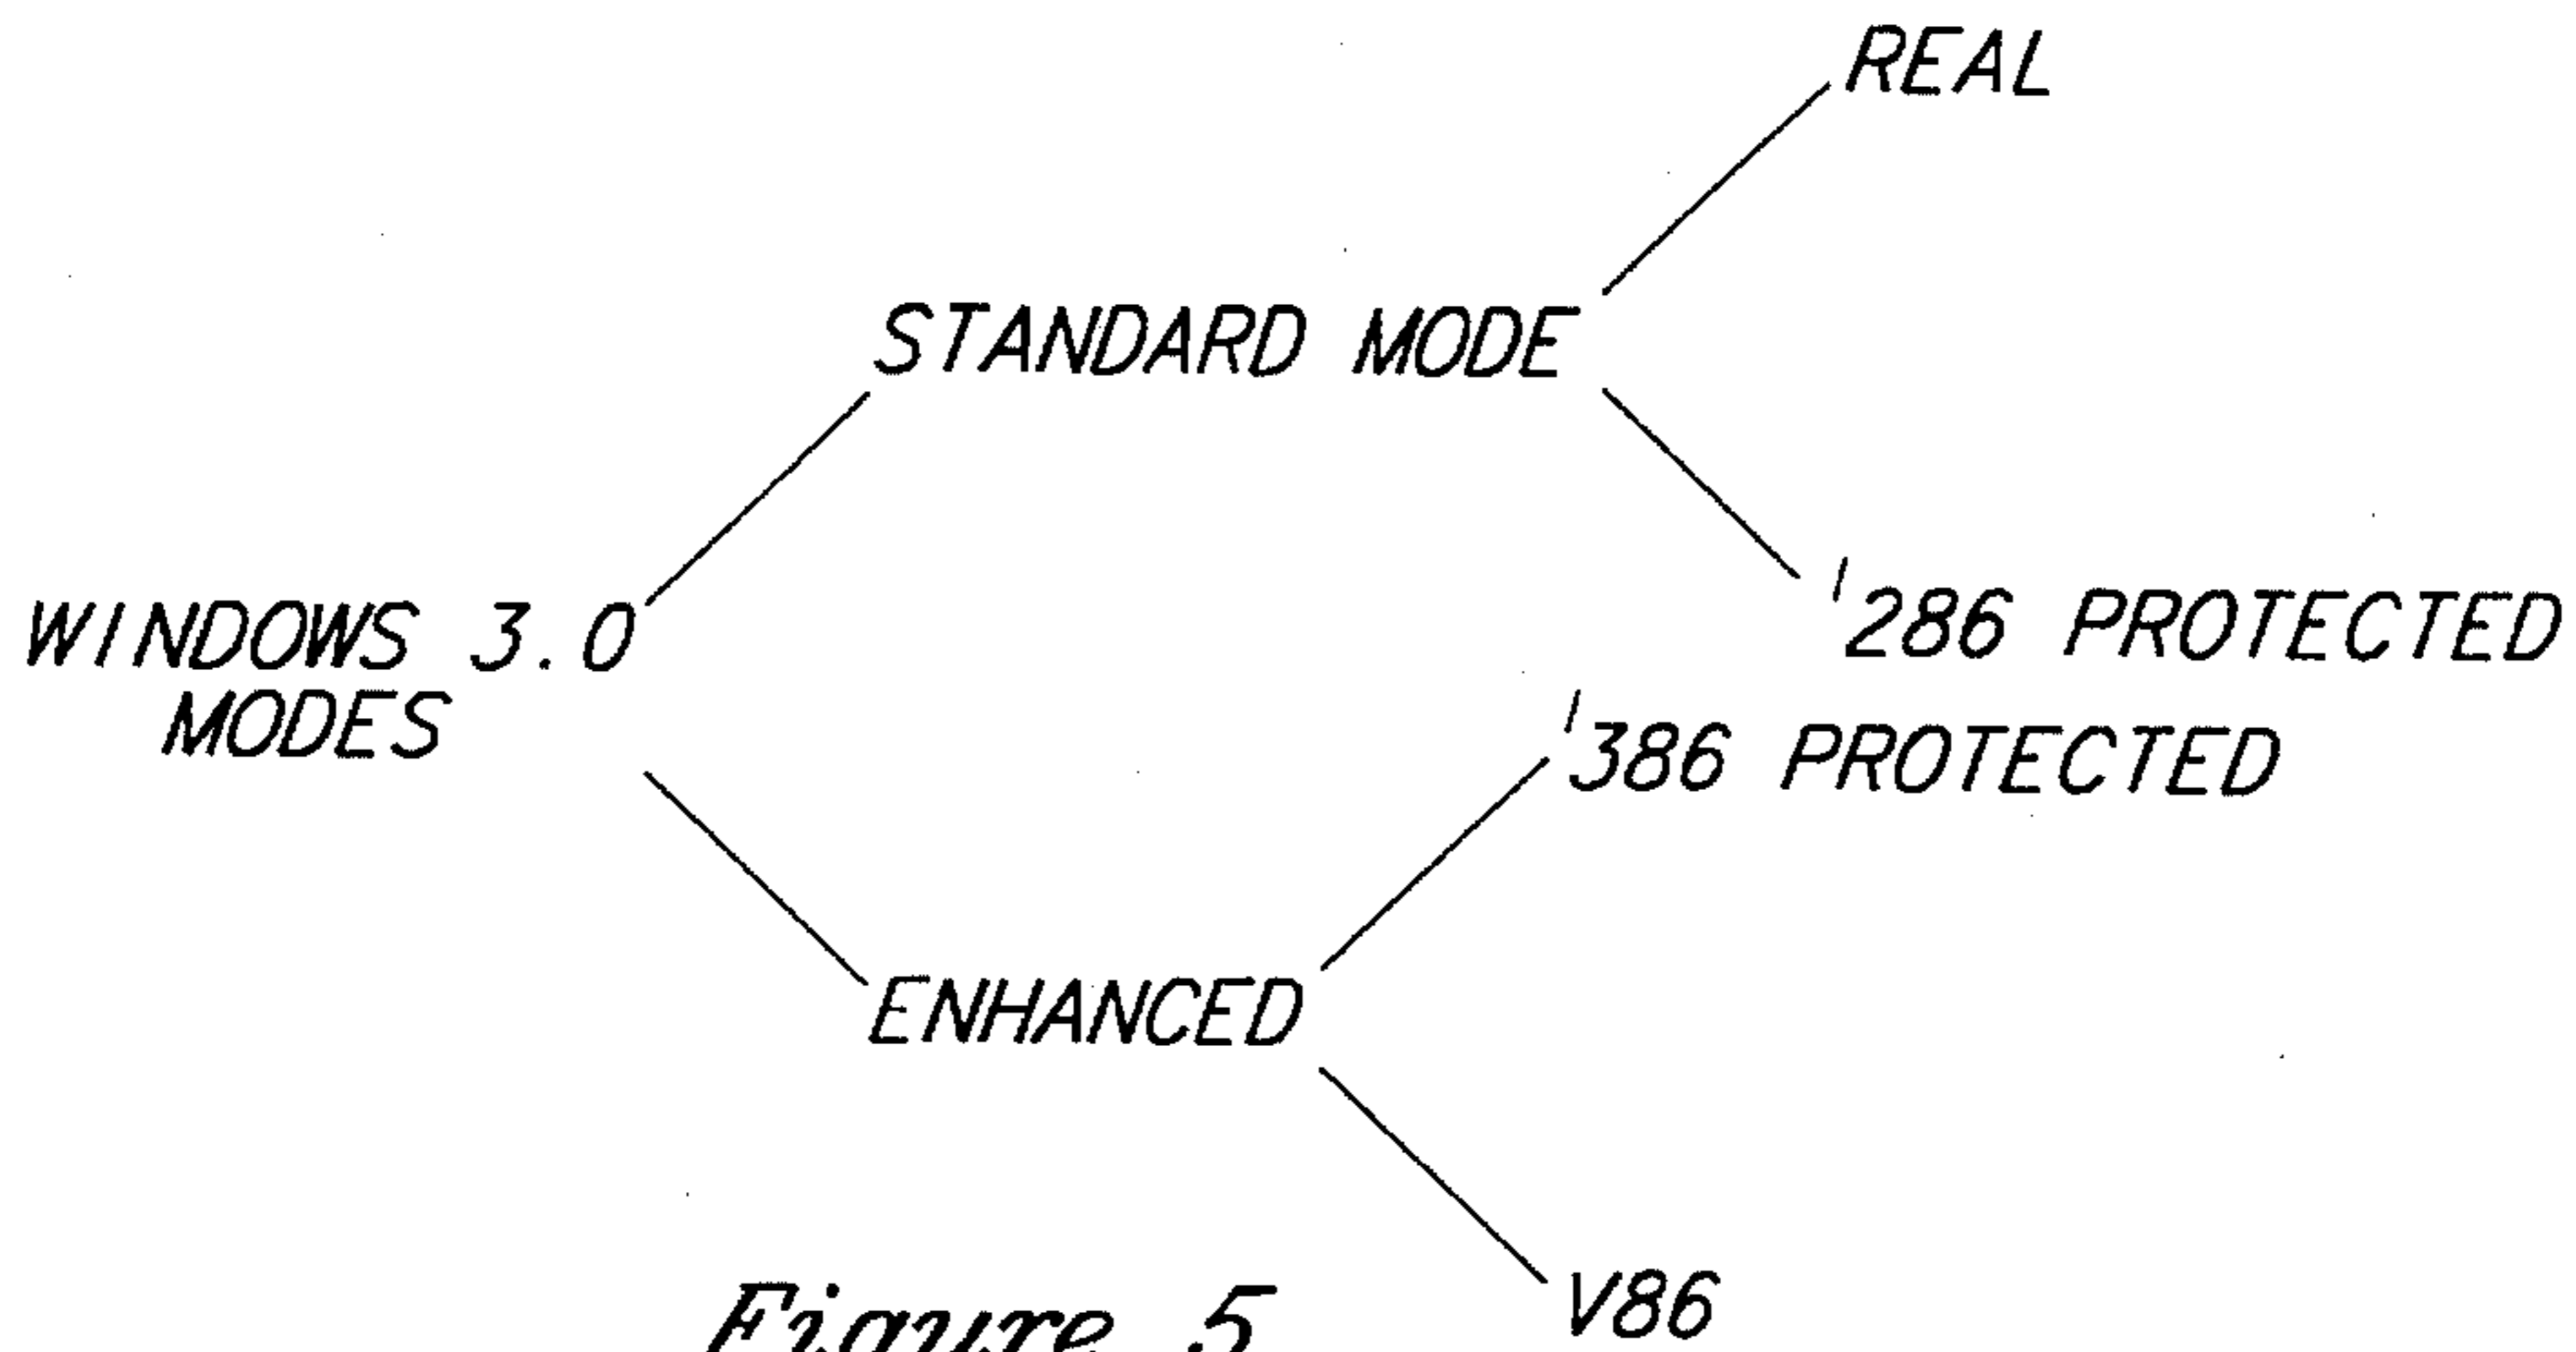 REAL
STANDARD MODE
'286 PROTECTED
WINDOWS 3.0
MODES
'386 PROTECTED
ENHANCED
V86
Figure 5